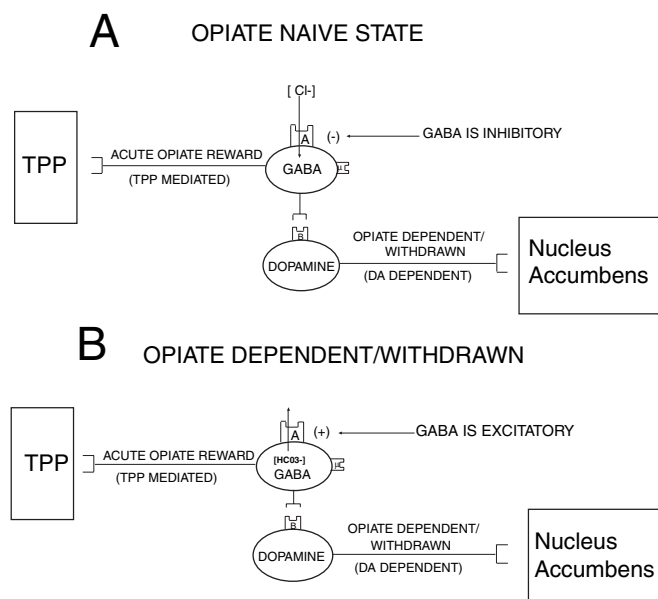 A
OPIATE NAIVE STATE
[ Cl-]
A
(-)
GABA IS INHIBITORY
TPP
ACUTE OPIATE REWARD
(TPP MEDIATED)
GABA
μ
B
DOPAMINE
OPIATE DEPENDENT/
WITHDRAWN
(DA DEPENDENT)
Nucleus
Accumbens
B
OPIATE DEPENDENT/WITHDRAWN
A
(+)
GABA IS EXCITATORY
TPP
ACUTE OPIATE REWARD
(TPP MEDIATED)
[HC03-]
GABA
μ
B
DOPAMINE
OPIATE DEPENDENT/
WITHDRAWN
(DA DEPENDENT)
Nucleus
Accumbens